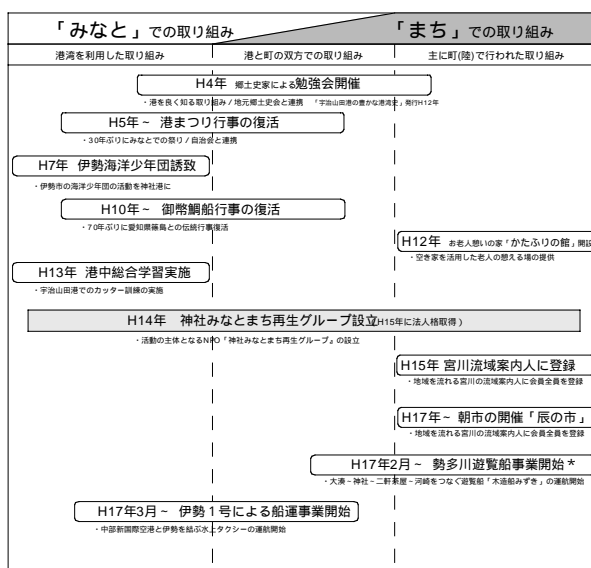 「みなと」での取り組み 「まち」での取り組み
港湾を利用した取り組み 港と町の双方での取り組み 主に町(陸)で行われた取り組み
H4年 郷土史家による勉強会開催
・港を良く知る取り組み / 地元郷土史会と連携 「宇治山田港の豊かな港湾史」発行H12年
H5年~ 港まつり行事の復活
・30年ぶりにみなとでの祭り / 自治会と連携
H7年 伊勢海洋少年団誘致
・伊勢市の海洋少年団の活動を神社港に
H10年~ 御幣鯛船行事の復活
・70年ぶりに愛知県篠島との伝統行事復活
H12年 お老人憩いの家「かたふりの館」開設
・空き家を活用した老人の憩える場の提供
H13年 港中総合学習実施
・宇治山田港でのカッター訓練の実施
H14年 神社みなとまち再生グループ設立(H15年に法人格取得)
・活動の主体となるNPO「神社みなとまち再生グループ」の設立
H15年 宮川流域案内人に登録
・地域を流れる宮川の流域案内人に会員全員を登録
H17年~ 朝市の開催「辰の市」
・地域を流れる宮川の流域案内人に会員全員を登録
H17年2月~ 勢多川遊覧船事業開始*
・大湊~神社~二軒茶屋~河崎をつなぐ遊覧船「木造船みずき」の運航開始
H17年3月~ 伊勢1号による船運事業開始
・中部新国際空港と伊勢を結ぶ水上タクシーの運航開始